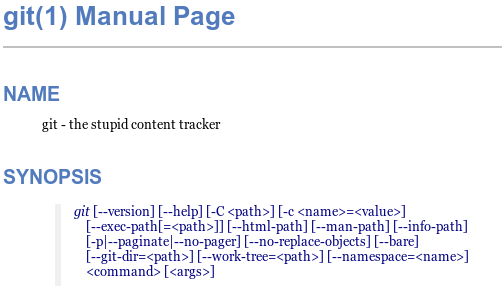 git(1) Manual Page
NAME
git - the stupid content tracker
SYNOPSIS
git [--version] [--help] [-C <path>] [-c <name>=<value>]
[--exec-path[=<path>]] [--html-path] [--man-path] [--info-path]
[-p|--paginate|--no-pager] [--no-replace-objects] [--bare]
[--git-dir=<path>] [--work-tree=<path>] [--namespace=<name>]
<command> [<args>]